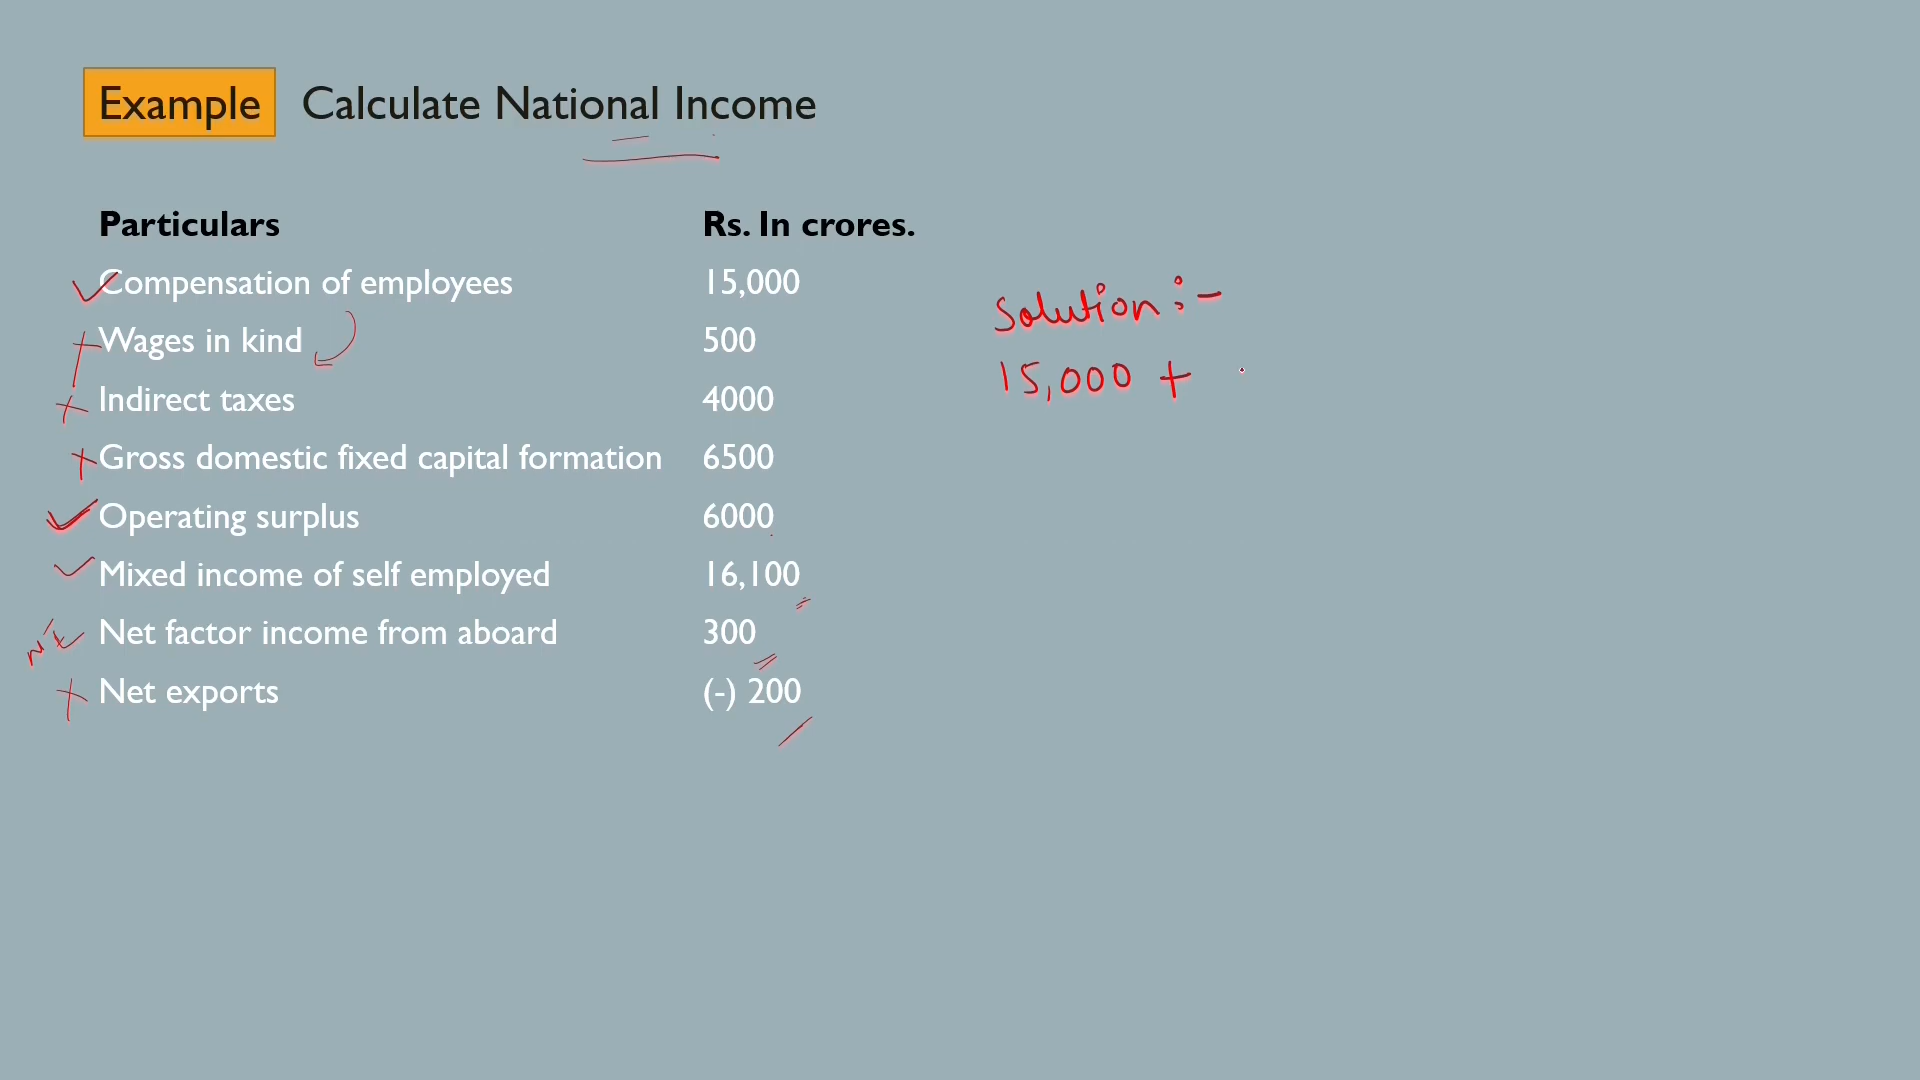 Example Calculate National Income
Particulars Rs. In crores.
Compensation of employees 15,000
Wages in kind 500
Indirect taxes 4000
Gross domestic fixed capital formation 6500
Operating surplus 6000
Mixed income of self employed 16,100
Net factor income from aboard 300
Net exports (-) 200
Solution :-
15,000 +